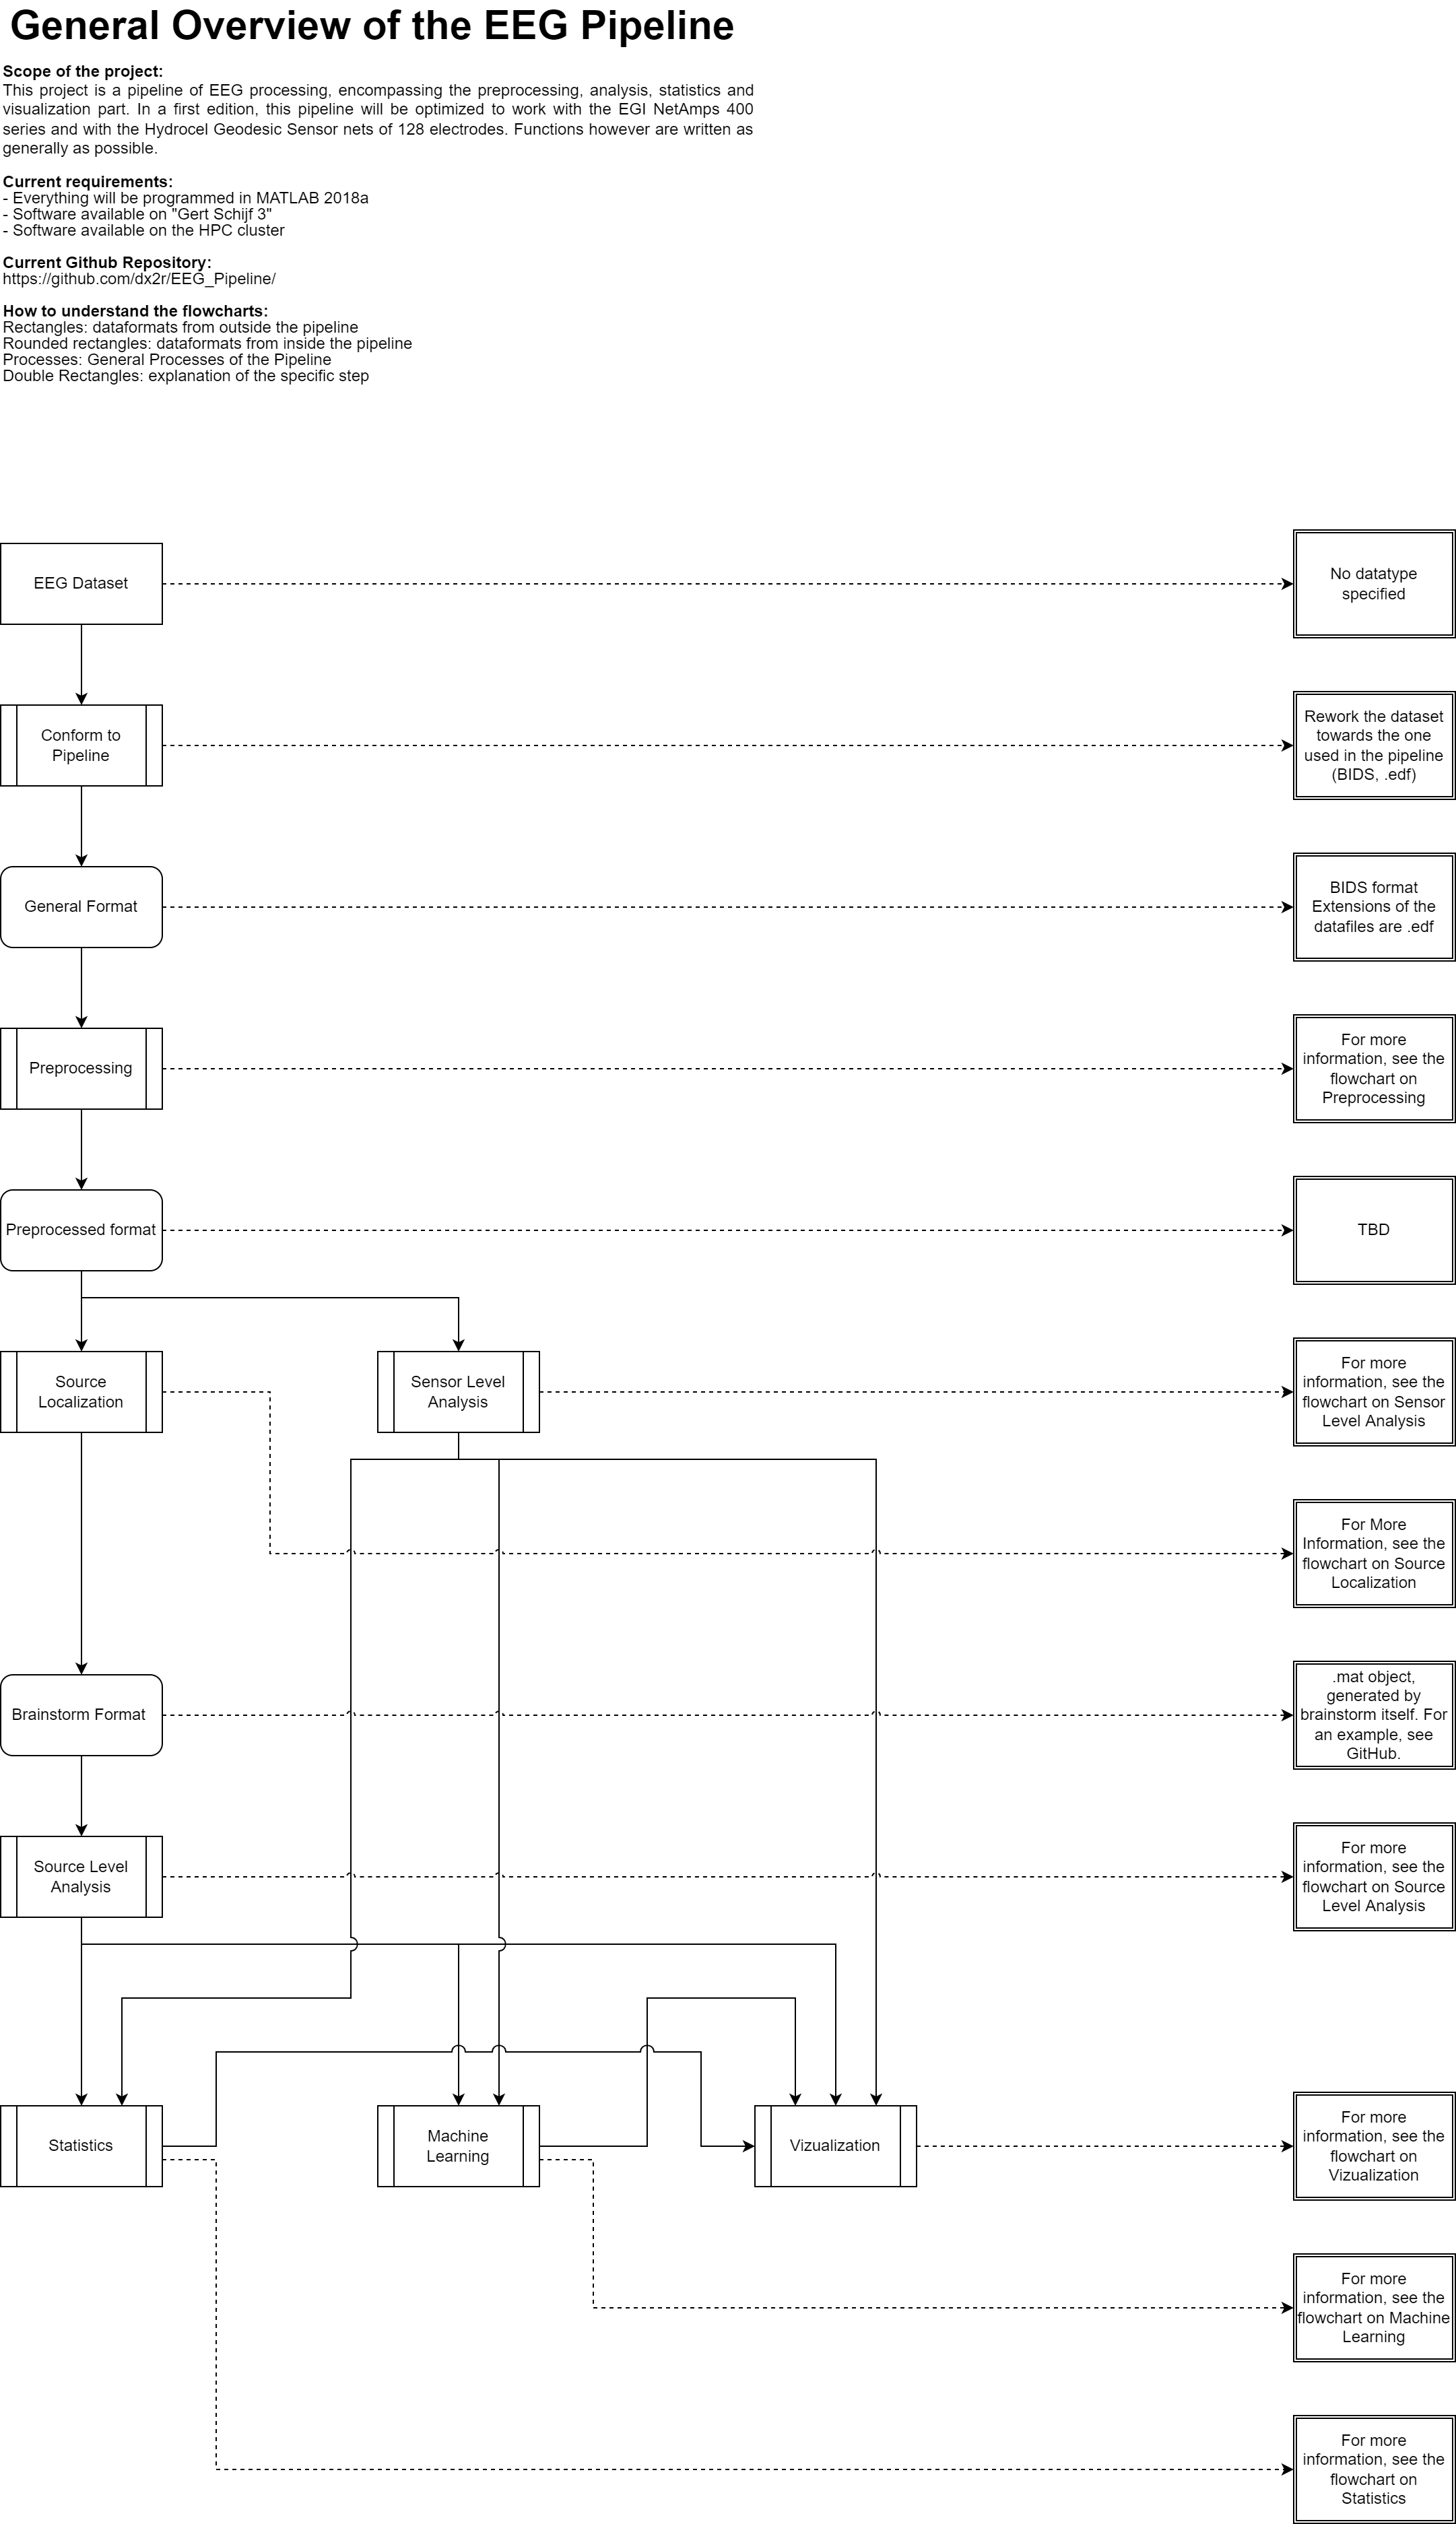 General Overview of the EEG Pipeline
Scope of the project:
This project is a pipeline of EEG processing, encompassing the preprocessing, analysis, statistics and
visualization part. In a first edition, this pipeline will be optimized to work with the EGI NetAmps 400
series and with the Hydrocel Geodesic Sensor nets of 128 electrodes. Functions however are written as
generally as possible.
Current requirements:
- Everything will be programmed in MATLAB 2018a
- Software available on "Gert Schijf 3"
- Software available on the HPC cluster
Current Github Repository:
https://github.com/dx2r/EEG_Pipeline/
How to understand the flowcharts:
Rectangles: dataformats from outside the pipeline
Rounded rectangles: dataformats from inside the pipeline
Processes: General Processes of the Pipeline
Double Rectangles: explanation of the specific step
EEG Dataset
No datatype
specified
Conform to
Pipeline
Rework the dataset
towards the one
used in the pipeline
(BIDS, .edf)
General Format
BIDS format
Extensions of the
datafiles are .edf
Preprocessing
For more
information, see the
flowchart on
Preprocessing
Preprocessed format
TBD
Source
Localization
Sensor Level
Analysis
For more
information, see the
flowchart on Sensor
Level Analysis
For More
Information, see the
flowchart on Source
Localization
Brainstorm Format
.mat object,
generated by
brainstorm itself. For
an example, see
GitHub.
Source Level
Analysis
For more
information, see the
flowchart on Source
Level Analysis
Statistics
Machine
Learning
Vizualization
For more
information, see the
flowchart on
Vizualization
For more
information, see the
flowchart on Machine
Learning
For more
information, see the
flowchart on
Statistics